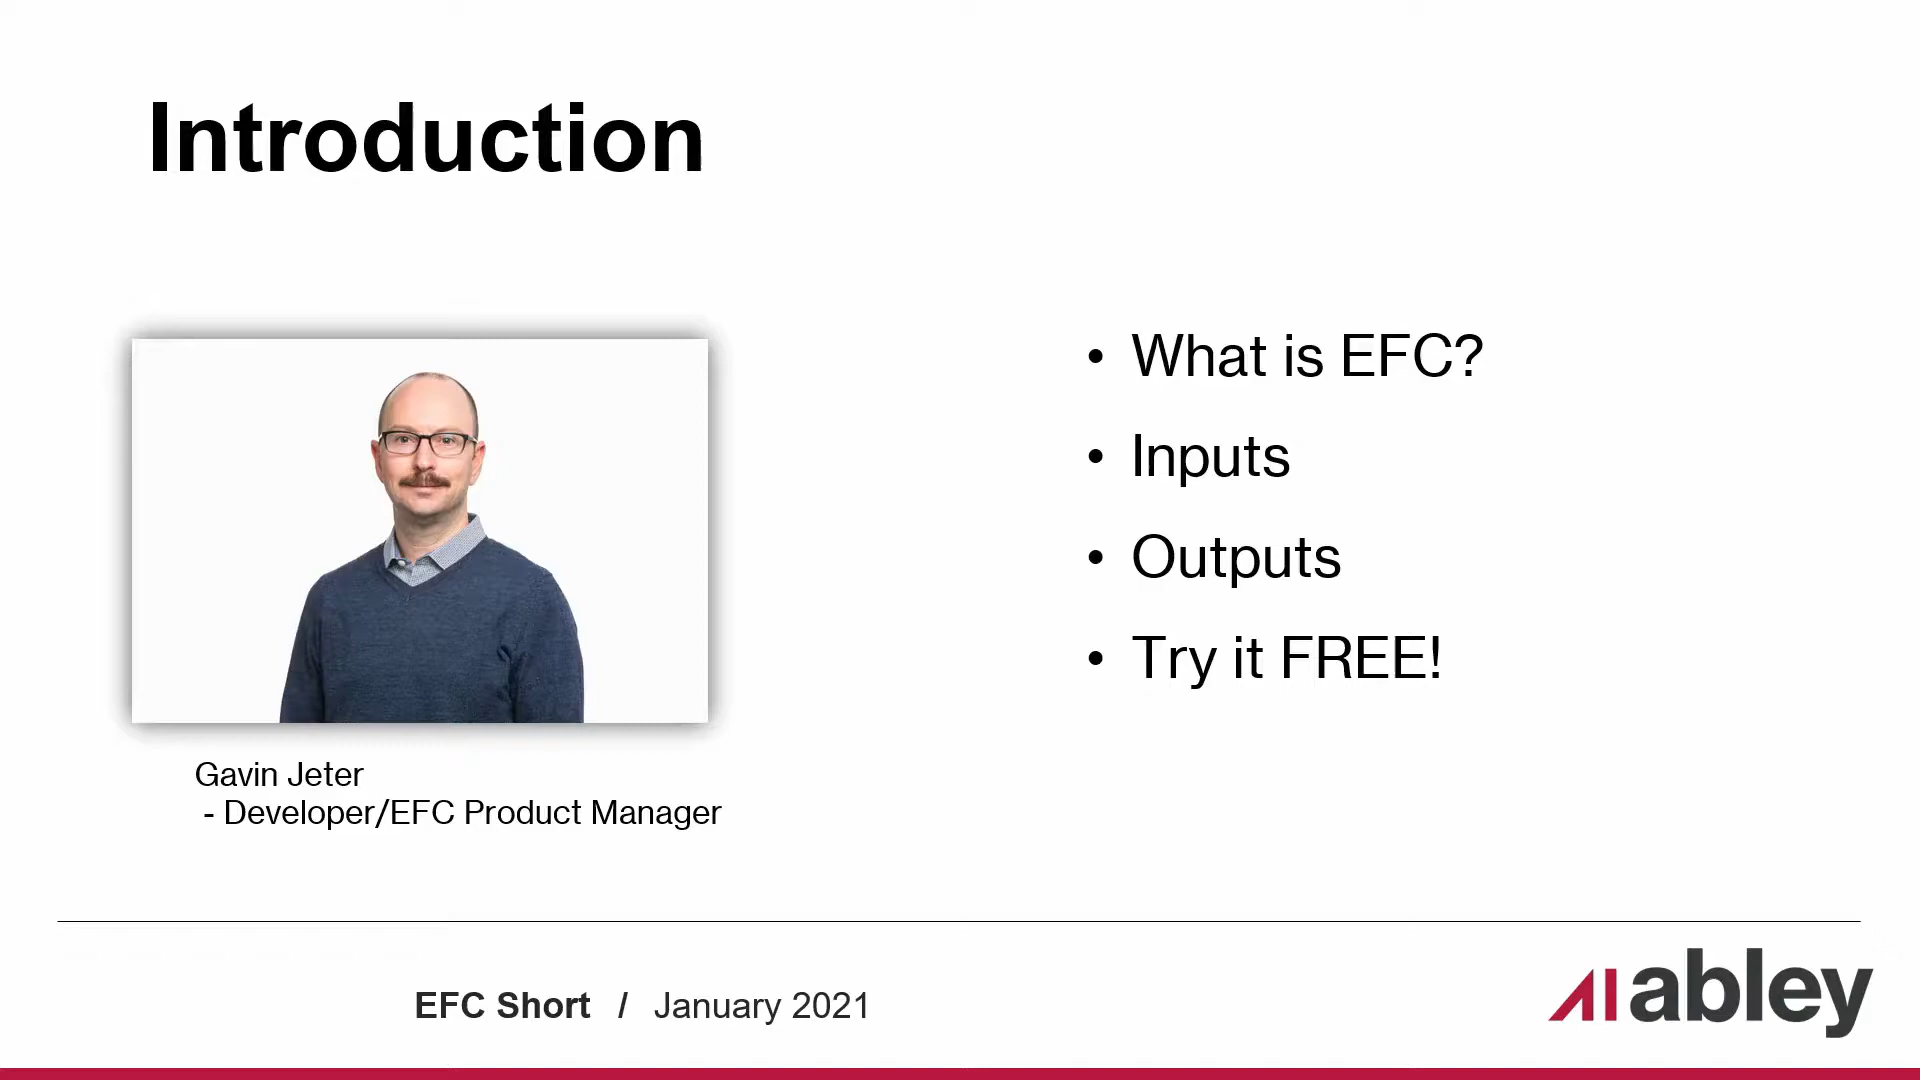 Introduction
• What is EFC?
• Inputs
• Outputs
• Try it FREE!
Gavin Jeter
- Developer/EFC Product Manager
EFC Short / January 2021
abley